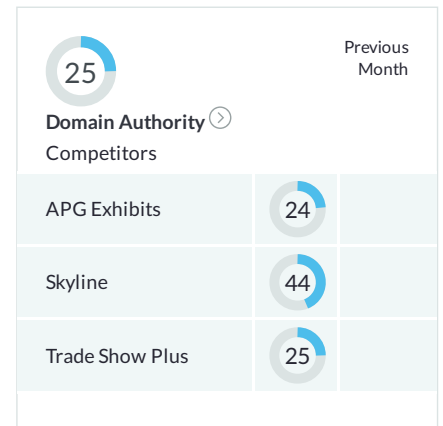 25
Previous
Month
Domain Authority
Competitors
APG Exhibits 24
Skyline 44
Trade Show Plus 25